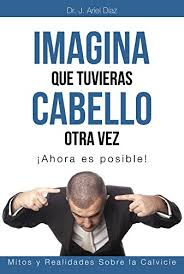 Dr. J. Ariel Díaz
IMAGINA
QUE TUVIERAS
CABELLO
OTRA VEZ
¡Ahora es posible!
Mitos y Realidades Sobre la Calvicie